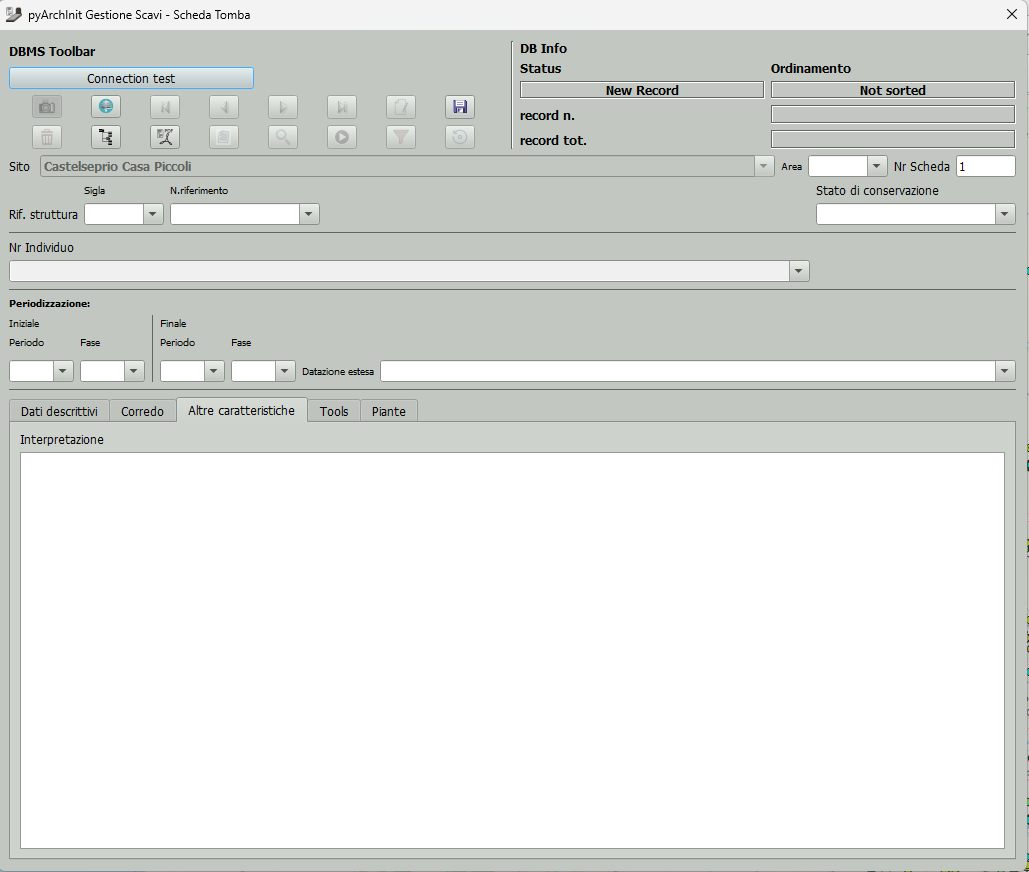 pyArchInit Gestione Scavi - Scheda Tomba
DBMS Toolbar
Connection test
DB Info
Status
Ordinamento
New Record
Not sorted
record n.
record tot.
Sito
Castelseprio Casa Piccoli
Area
Nr Scheda
1
Sigla
N.riferimento
Stato di conservazione
Rif. struttura
Nr Individuo
Periodizzazione:
Iniziale
Finale
Periodo
Fase
Periodo
Fase
Datazione estesa
Dati descrittivi
Corredo
Altre caratteristiche
Tools
Piante
Interpretazione